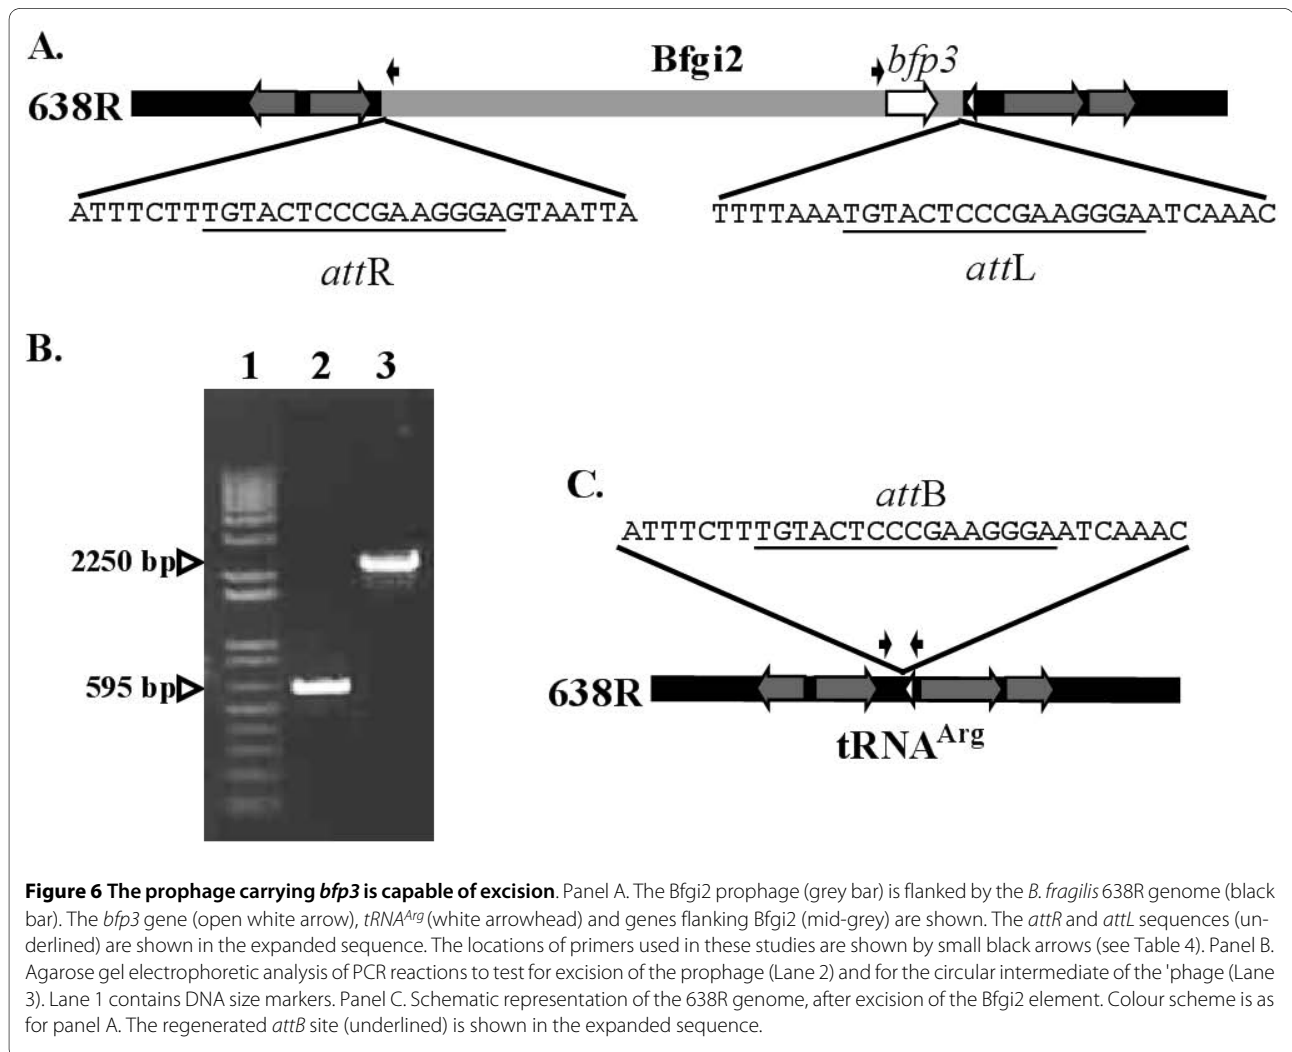 A.
Bfgi2
bfp3
638R
ATTTCTTTGTACTCCCGAAGGGAGTAATTA
TTTTAAATGTACTCCCGAAGGGAATCAAAC
attR
attL
B.
1 2 3
2250 bp
595 bp
C.
attB
ATTTCTTTGTACTCCCGAAGGGAATCAAAC
638R
tRNAArg
Figure 6 The prophage carrying bfp3 is capable of excision. Panel A. The Bfgi2 prophage (grey bar) is flanked by the B. fragilis 638R genome (black
bar). The bfp3 gene (open white arrow), tRNAArg (white arrowhead) and genes flanking Bfgi2 (mid-grey) are shown. The attR and attL sequences (un-
derlined) are shown in the expanded sequence. The locations of primers used in these studies are shown by small black arrows (see Table 4). Panel B.
Agarose gel electrophoretic analysis of PCR reactions to test for excision of the prophage (Lane 2) and for the circular intermediate of the 'phage (Lane
3). Lane 1 contains DNA size markers. Panel C. Schematic representation of the 638R genome, after excision of the Bfgi2 element. Colour scheme is as
for panel A. The regenerated attB site (underlined) is shown in the expanded sequence.